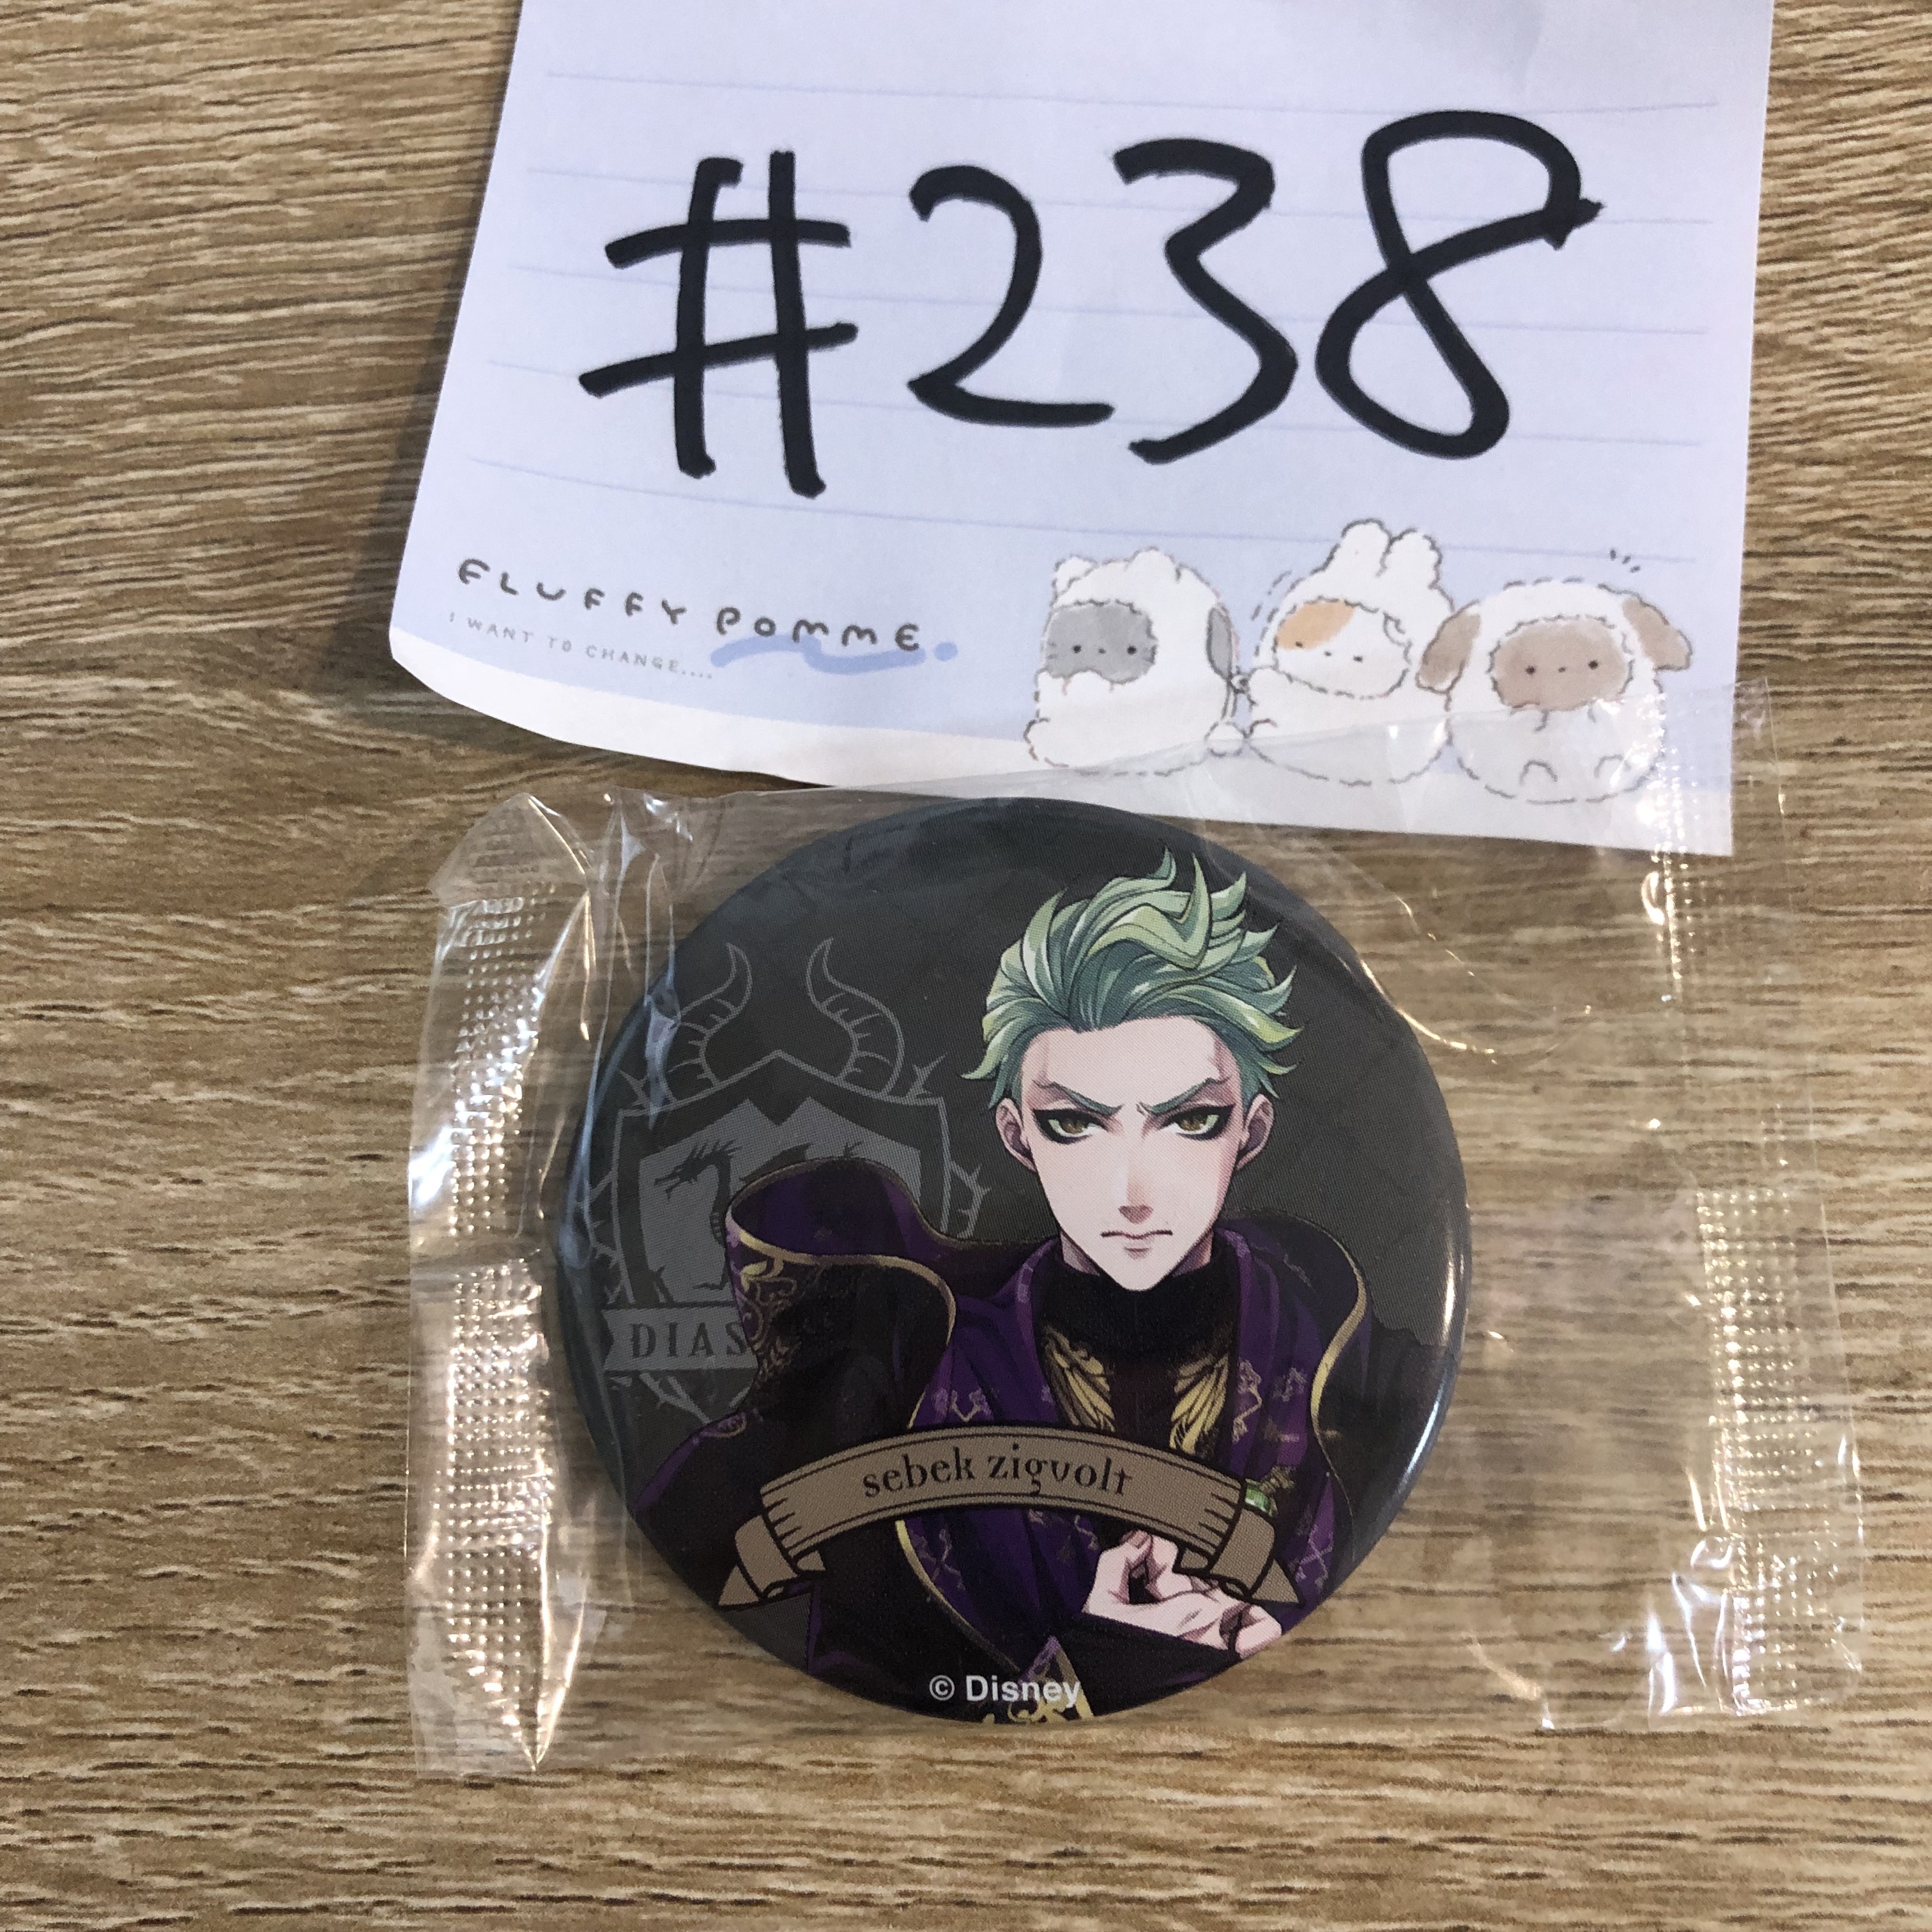 #238
FLUFFY POMME.
I WANT TO CHANGE....
DIAS
sebek zigvolt
© Disney